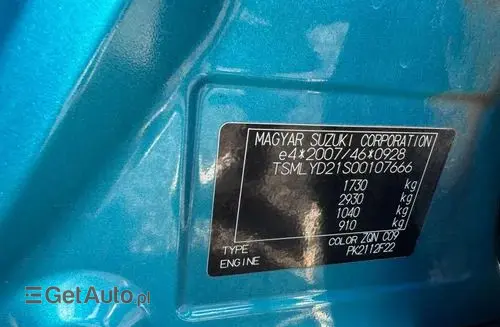 MAGYAR SUZUKI CORPORATION
e4*2007/46*0928
TSMLYD21S00107666
1730 kg
2930 kg
1040 kg
910 kg
COLOR ZQN C09
TYPE PK2112F22
ENGINE
GetAuto.pl